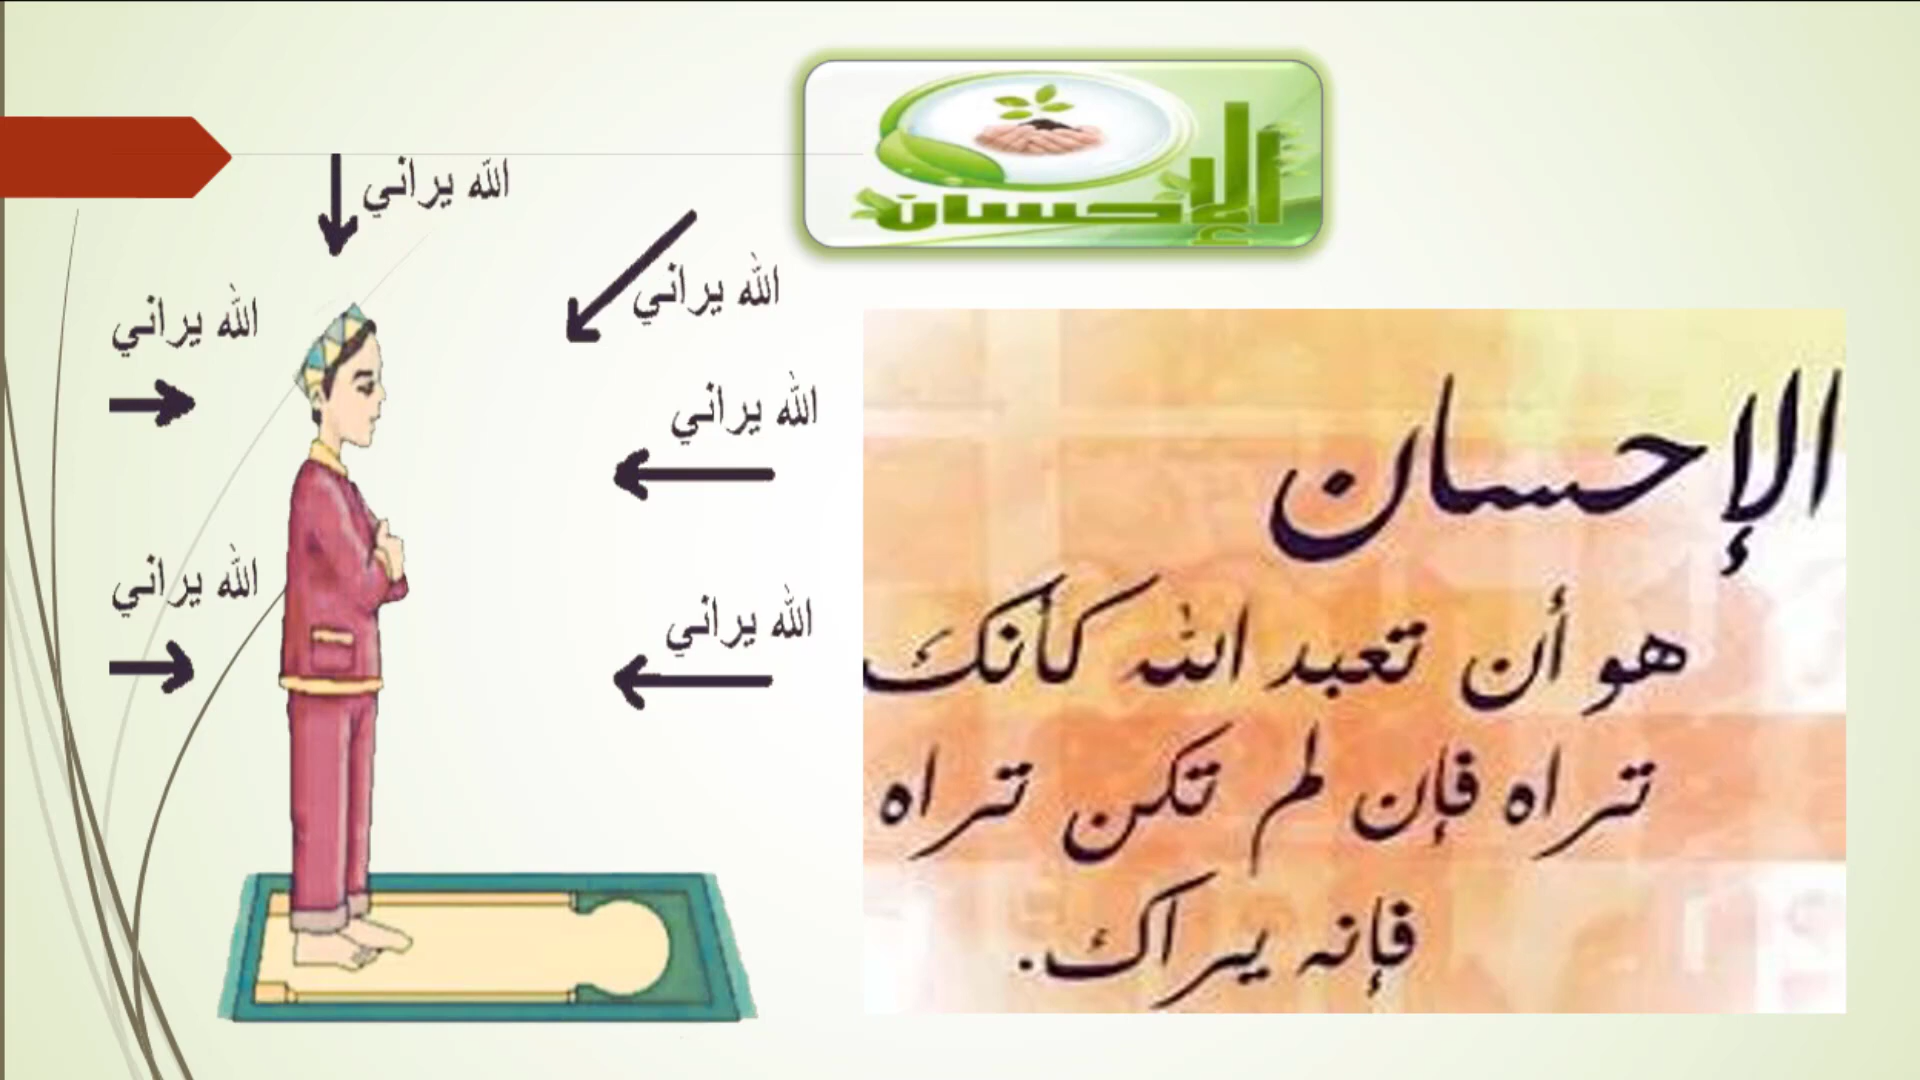 الإحسان
الله يراني
الله يراني
الله يراني
الله يراني
الله يراني
الله يراني
الإحسان
هو أن تعبد الله كأنك
تراه فإن لم تكن تراه
فإنه يراك.